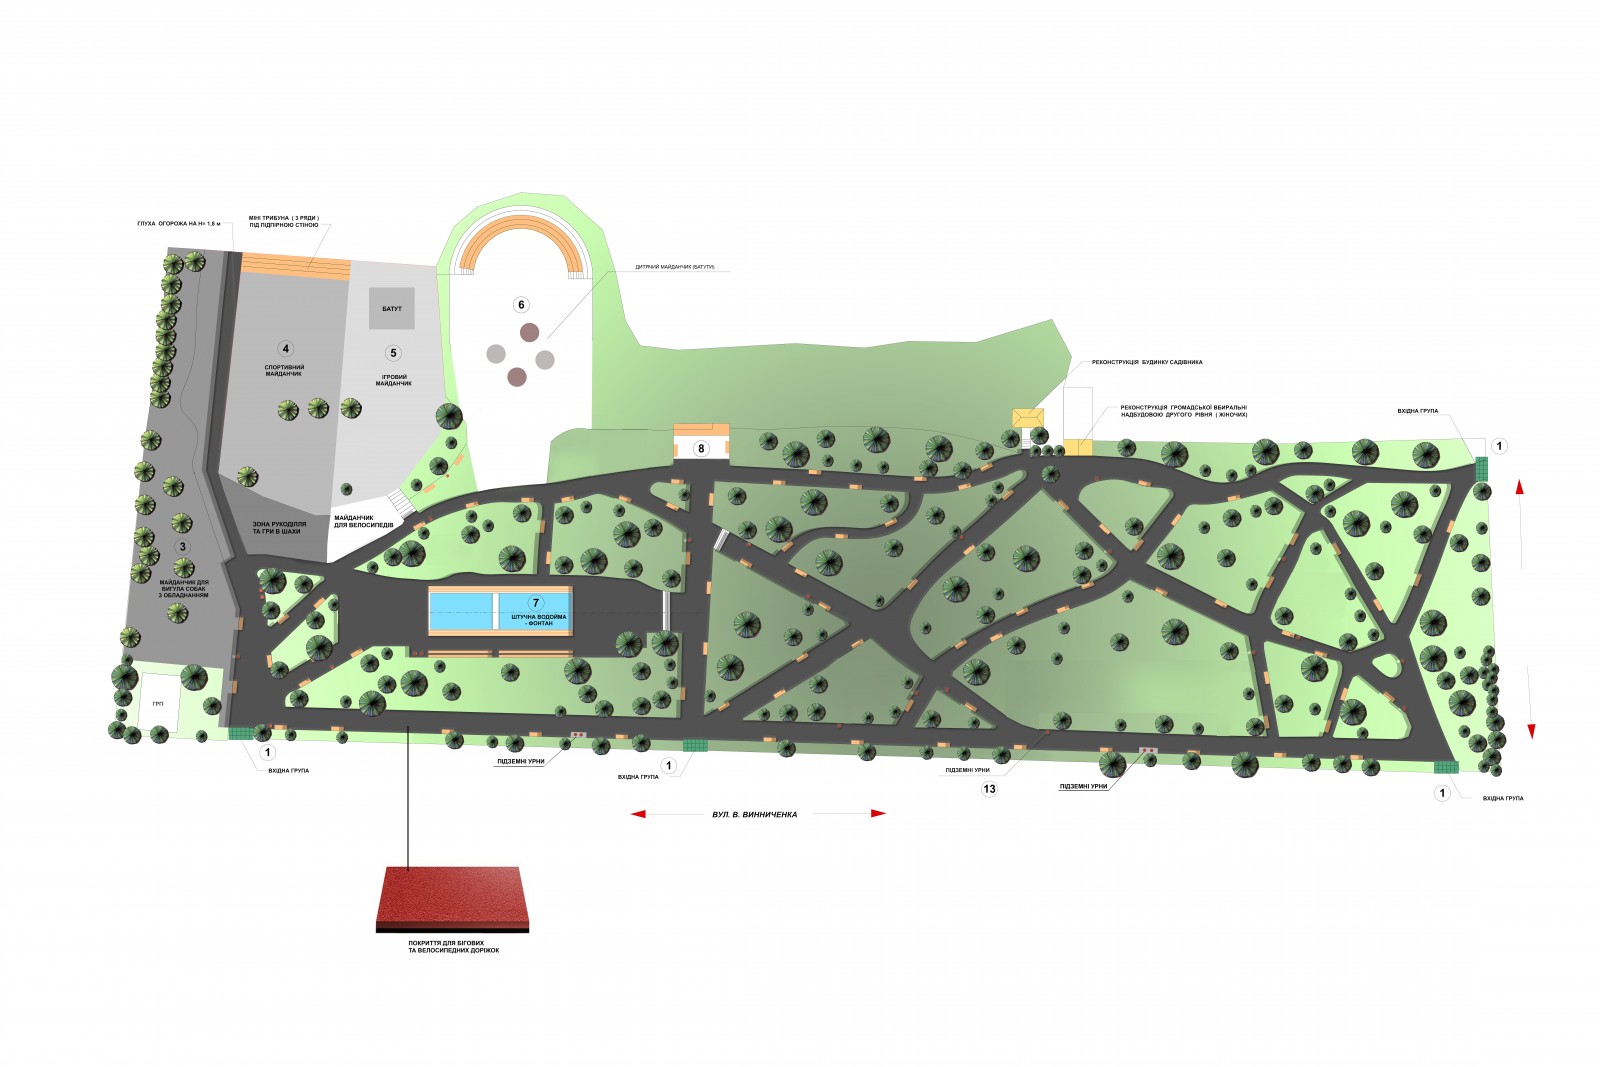 ГЛУХА ОГОРОЖА НА Н= 1,8 м
МІНІ ТРИБУНА ( 3 РЯДИ )
ПІД ПІДПІРНОЮ СТІНОЮ
ДИТЯЧИЙ МАЙДАНЧИК (БАТУТИ)
6
БАТУТ
4
СПОРТИВНИЙ
МАЙДАНЧИК
5
ІГРОВИЙ
МАЙДАНЧИК
РЕКОНСТРУКЦІЯ БУДИНКУ САДІВНИКА
РЕКОНСТРУКЦІЯ ГРОМАДСЬКОЇ ВБИРАЛЬНІ
НАДБУДОВОЮ ДРУГОГО РІВНЯ ( ЖІНОЧИХ)
ВХІДНА ГРУПА
1
8
ЗОНА РУКОДІЛЛЯ
ТА ГРИ В ШАХИ
МАЙДАНЧИК
ДЛЯ ВЕЛОСИПЕДІВ
3
МАЙДАНЧИК ДЛЯ
ВИГУЛА СОБАК
З ОБЛАДНАННЯМ
7
ШТУЧНА ВОДОЙМА
- ФОНТАН
ГРП
1
ВХІДНА ГРУПА
ПІДЗЕМНІ УРНИ
1
ВХІДНА ГРУПА
ПІДЗЕМНІ УРНИ
13
ПІДЗЕМНІ УРНИ
1
ВХІДНА ГРУПА
ВУЛ. В. ВИННИЧЕНКА
ПОКРИТТЯ ДЛЯ БІГОВИХ
ТА ВЕЛОСИПЕДНИХ ДОРІЖОК